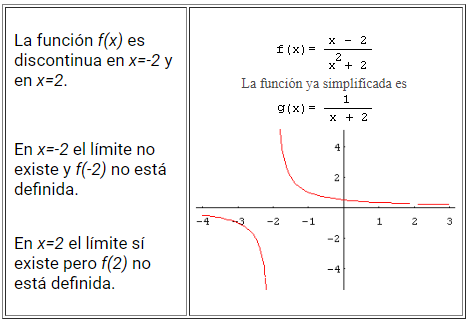 La función f(x) es
discontinua en x=-2 y
en x=2.
En x=-2 el límite no
existe y f(-2) no está
definida.
En x=2 el límite sí
existe pero f(2) no
está definida.
f(x) = x - 2 / x² + 2
La función ya simplificada es
g(x) = 1 / x + 2
4
2
-4 -3 -2 -1 1 2 3
-2
-4